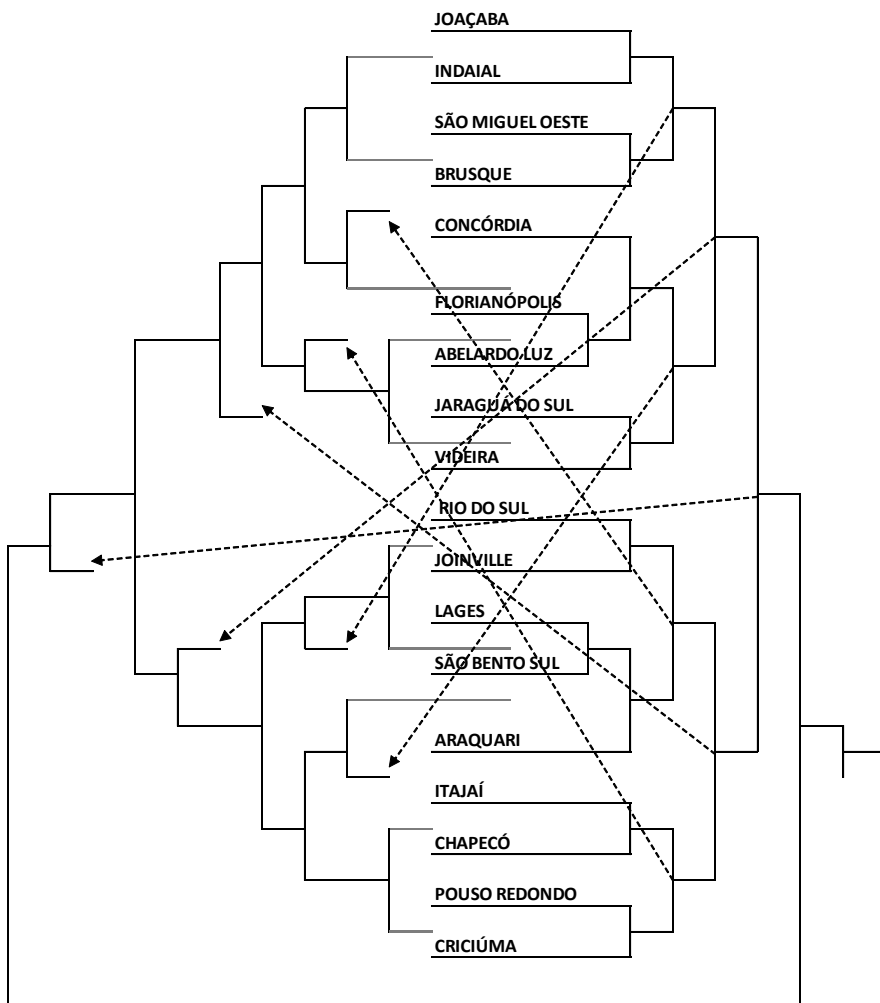 JOAÇABA
INDAIAL
SÃO MIGUEL OESTE
BRUSQUE
CONCÓRDIA
FLORIANÓPOLIS
ABELARDO LUZ
JARAGUÁ DO SUL
VIDEIRA
RIO DO SUL
JOINVILLE
LAGES
SÃO BENTO SUL
ARAQUARI
ITAJAÍ
CHAPECÓ
POUSO REDONDO
CRICIÚMA